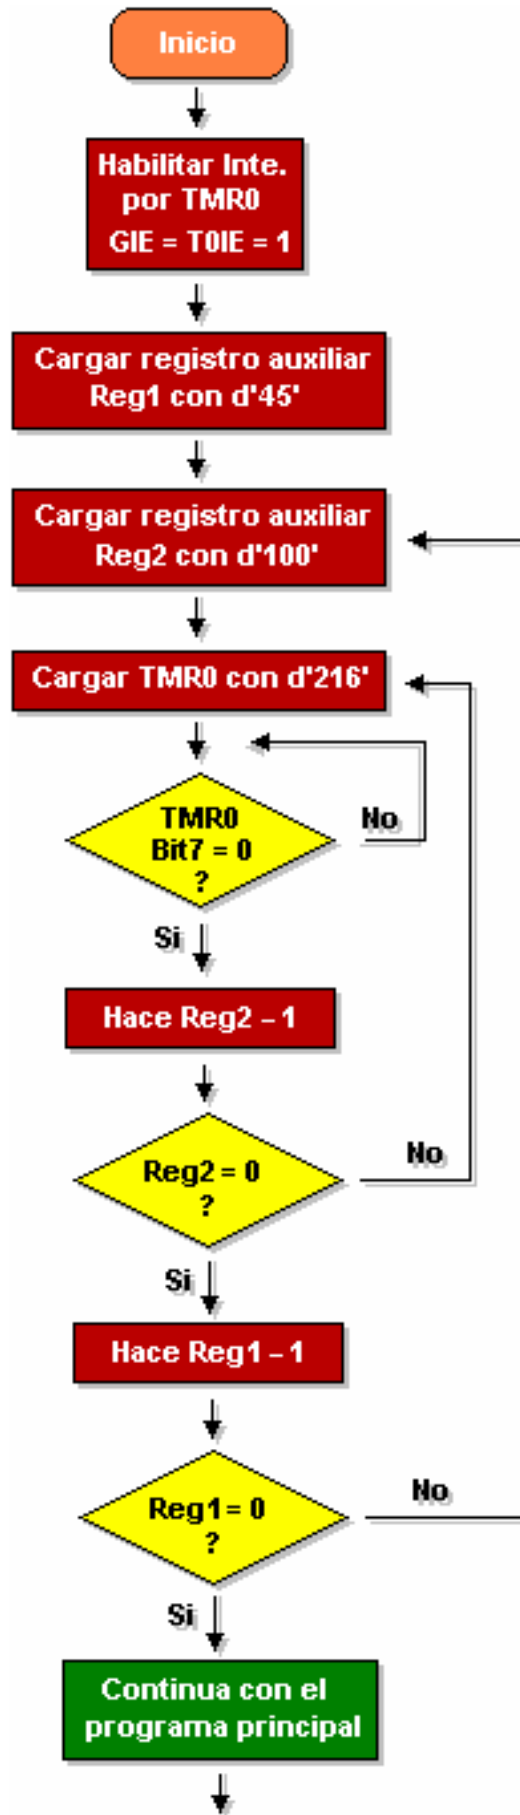 Inicio
Habilitar Inte.
por TMR0
GIE = T0IE = 1
Cargar registro auxiliar
Reg1 con d'45'
Cargar registro auxiliar
Reg2 con d'100'
Cargar TMR0 con d'216'
TMR0
Bit7 = 0
?
No
Si
Hace Reg2 – 1
Reg2 = 0
?
No
Si
Hace Reg1 – 1
Reg1 = 0
?
No
Si
Continua con el
programa principal